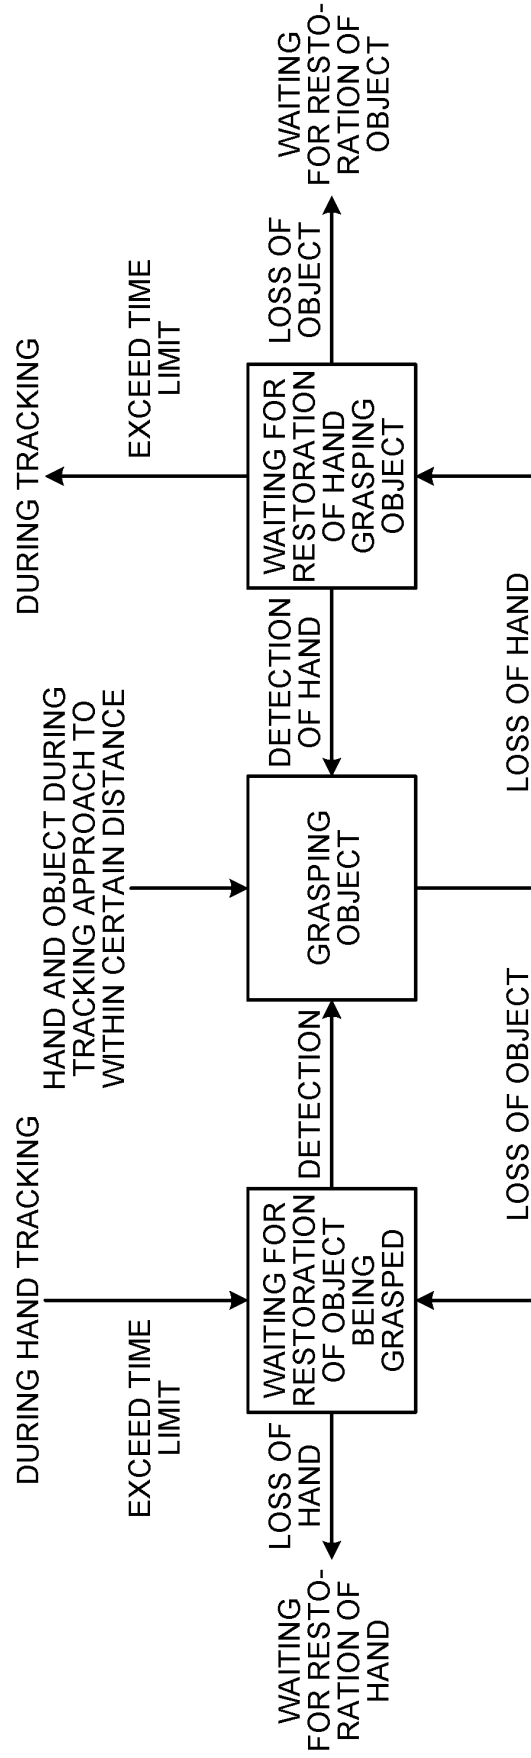 DURING HAND TRACKING
EXCEED TIME
LIMIT
HAND AND OBJECT DURING
TRACKING APPROACH TO
WITHIN CERTAIN DISTANCE
DURING TRACKING
EXCEED TIME
LIMIT
WAITING
FOR RESTO-
RATION OF
HAND
LOSS OF
HAND
WAITING FOR
RESTORATION
OF OBJECT
BEING
GRASPED
DETECTION
GRASPING
OBJECT
DETECTION
OF HAND
WAITING FOR
RESTORATION
OF HAND
GRASPING
OBJECT
LOSS OF
OBJECT
WAITING
FOR RESTO-
RATION OF
OBJECT
LOSS OF OBJECT
LOSS OF HAND